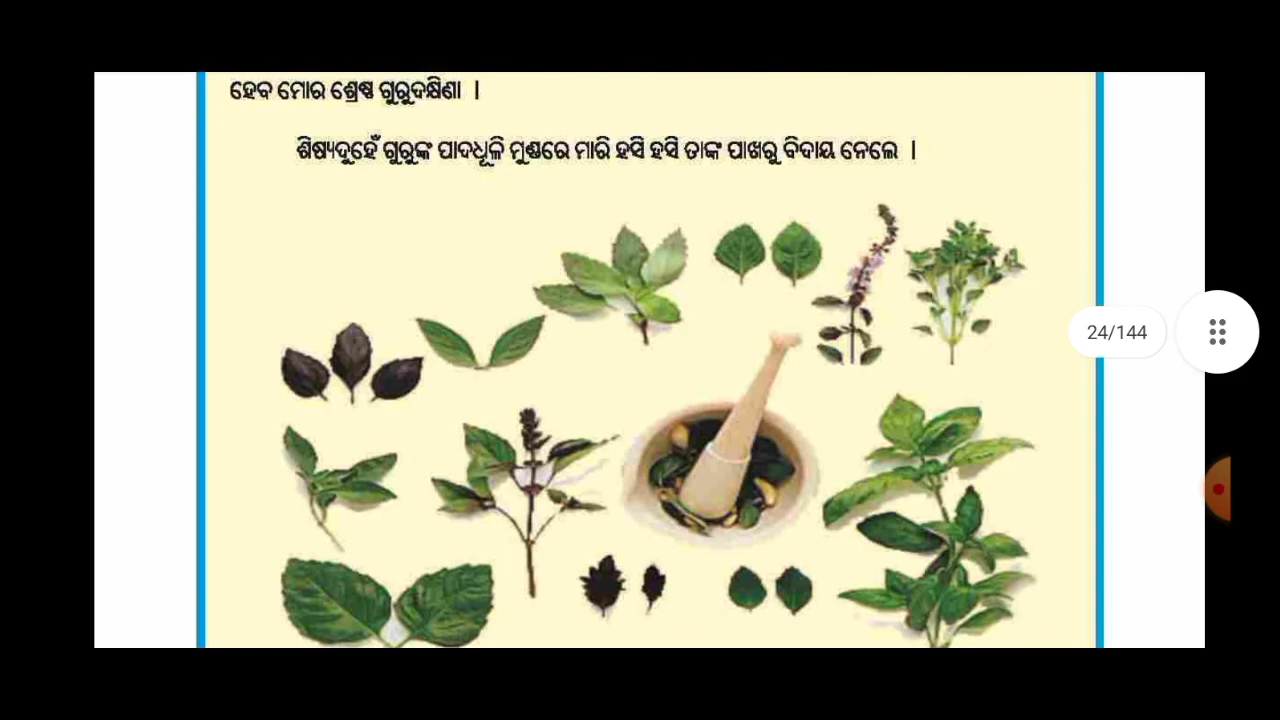 ହେବ ମୋର ଶ୍ରେଷ୍ଠ ଗୁରୁଦକ୍ଷିଣା ।
ଶିଷ୍ୟଦୁହେଁ ଗୁରୁଙ୍କ ପାଦଧୂଳି ମୁଣ୍ଡରେ ମାରି ହସି ହସି ତାଙ୍କ ପାଖରୁ ବିଦାୟ ନେଲେ ।
24/144